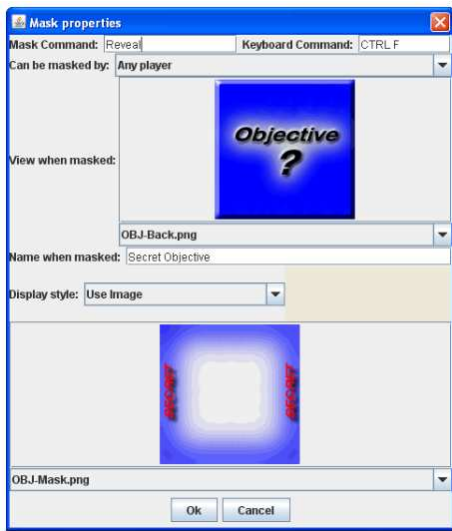 Mask properties
Mask Command: Reveal Keyboard Command: CTRL F
Can be masked by: Any player
Objective
?
View when masked:
OBJ-Back.png
Name when masked: Secret Objective
Display style: Use Image
SECRET SECRET
OBJ-Mask.png
Ok Cancel